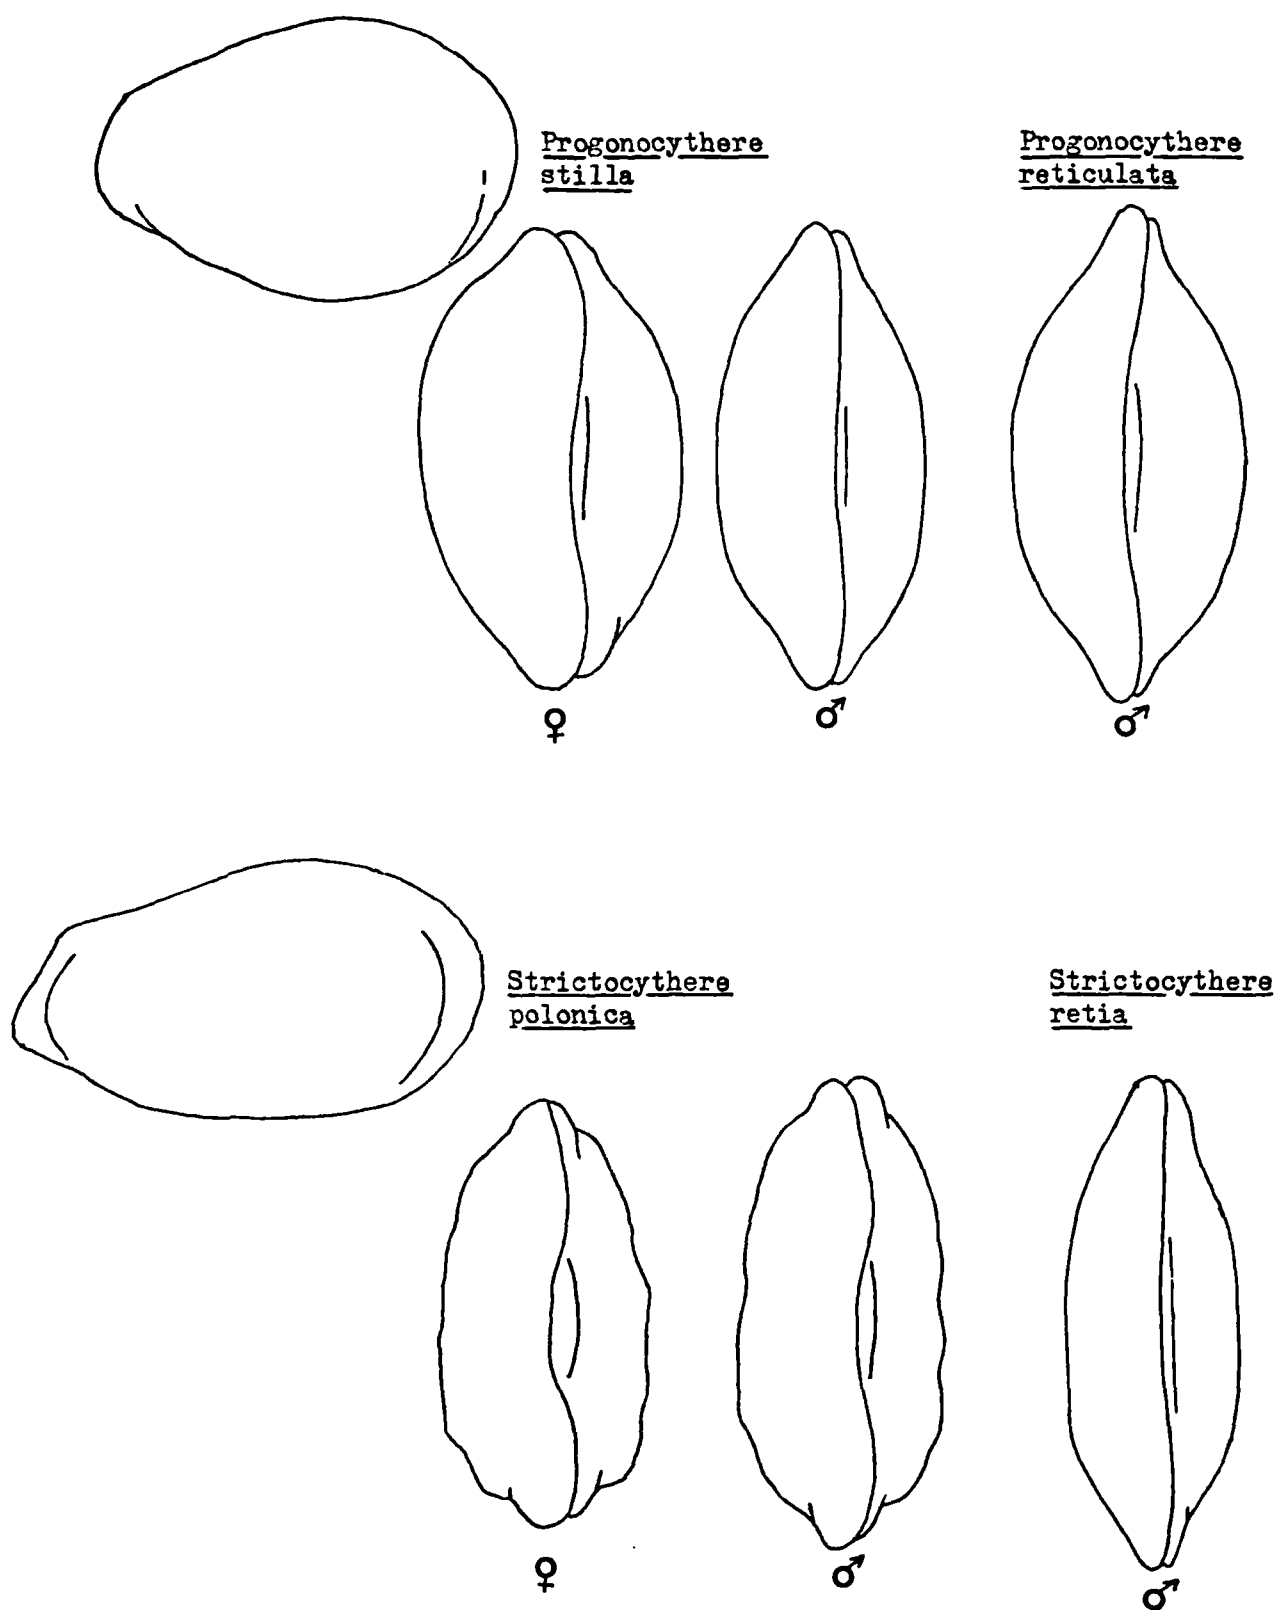 Progonocythere
stilla
Progonocythere
reticulata
♀
♂
♂
Strictocythere
polonica
Strictocythere
retia
♀
♂
♂